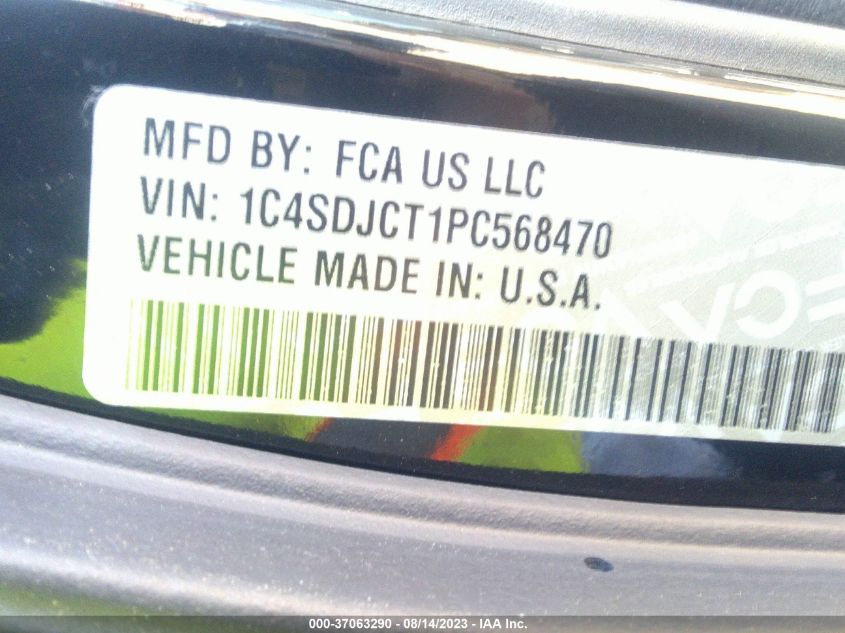 MFD BY: FCA US LLC
VIN: 1C4SDJCT1PC568470
VEHICLE MADE IN: U.S.A.
000-37063290 - 08/14/2023 - IAA Inc.